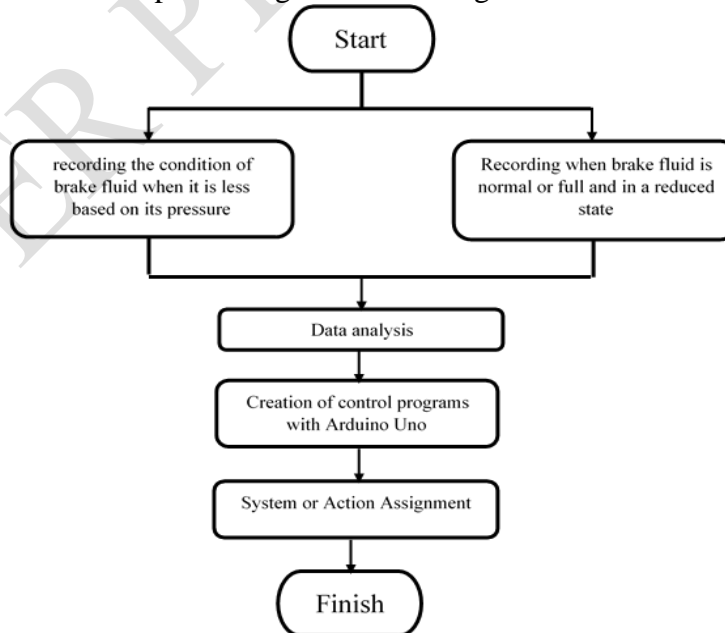 Start
recording the condition of
brake fluid when it is less
based on its pressure
Recording when brake fluid is
normal or full and in a reduced
state
Data analysis
Creation of control programs
with Arduino Uno
System or Action Assignment
Finish